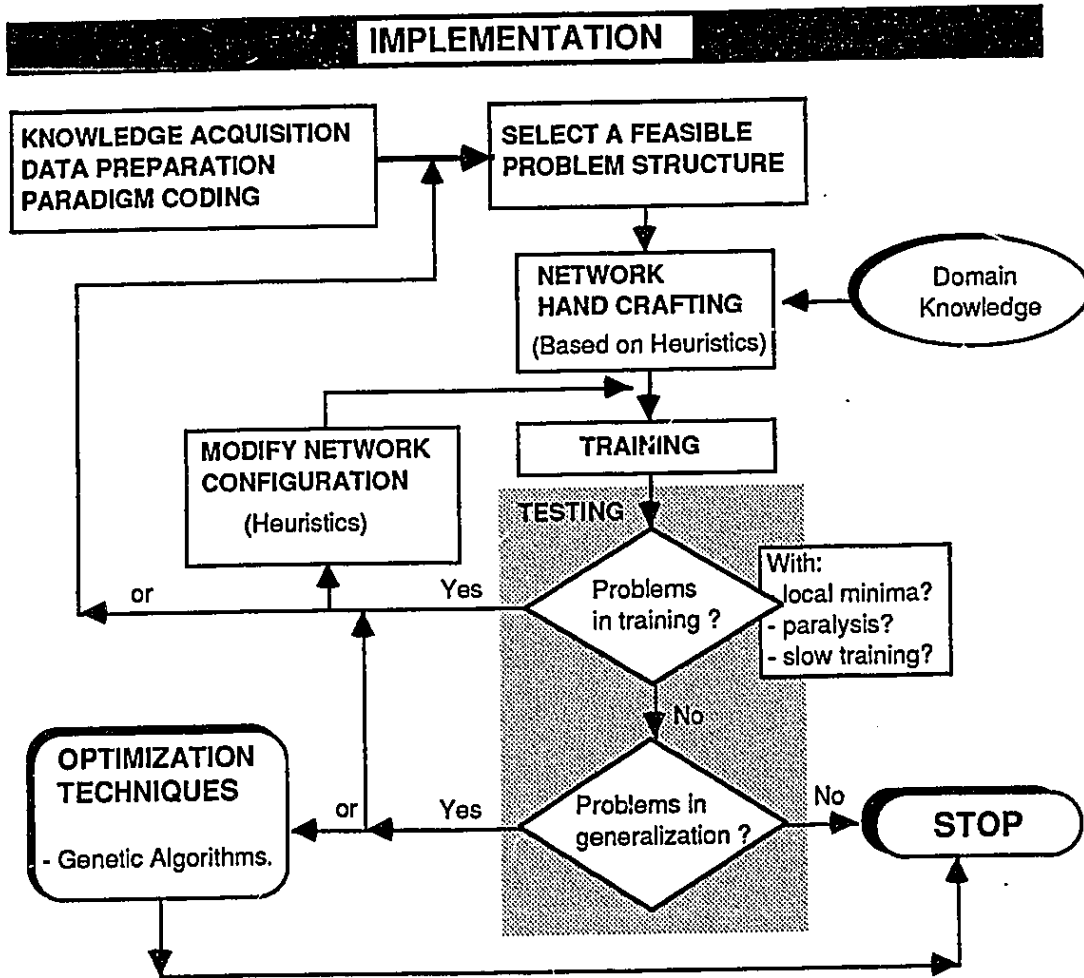 IMPLEMENTATION
KNOWLEDGE ACQUISITION
DATA PREPARATION
PARADIGM CODING
SELECT A FEASIBLE
PROBLEM STRUCTURE
NETWORK
HAND CRAFTING
(Based on Heuristics)
Domain
Knowledge
MODIFY NETWORK
CONFIGURATION
(Heuristics)
TRAINING
TESTING
Problems
in training ?
With:
local minima?
- paralysis?
- slow training?
or
Yes
No
OPTIMIZATION
TECHNIQUES
- Genetic Algorithms.
or
Yes
Problems in
generalization ?
No
STOP